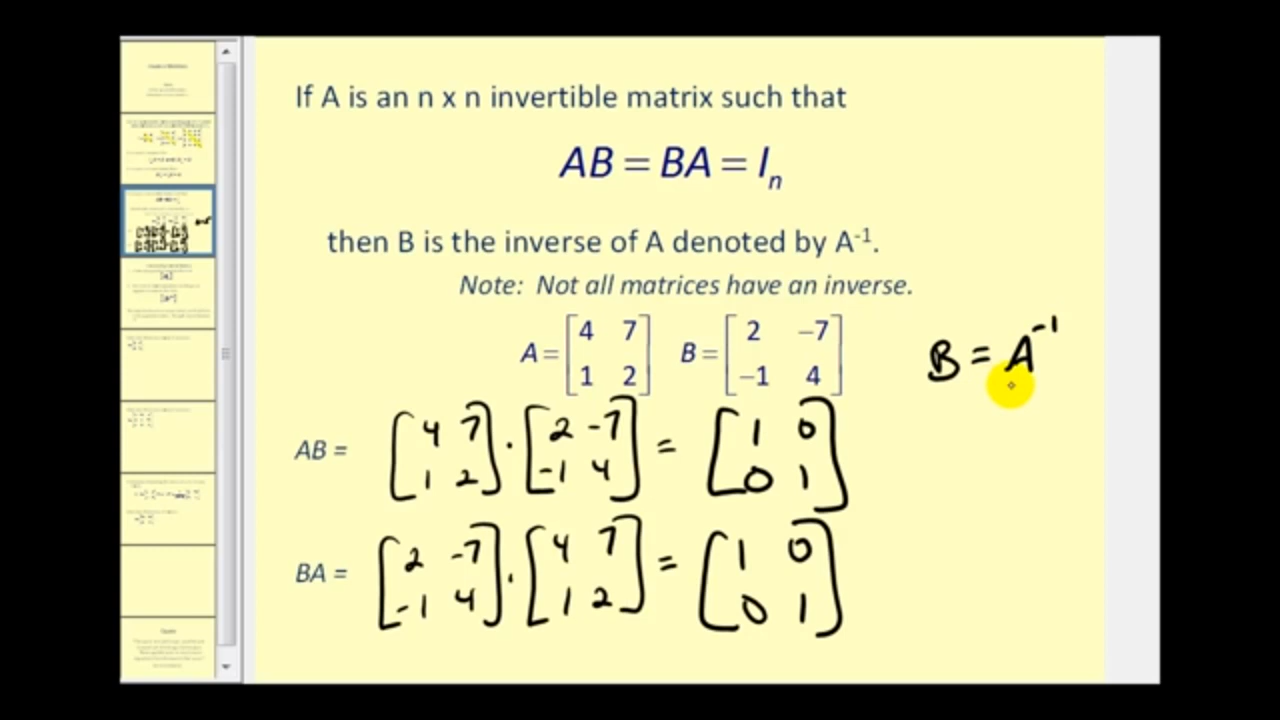 If A is an n x n invertible matrix such that
AB = BA = Iₙ
then B is the inverse of A denoted by A⁻¹.
Note: Not all matrices have an inverse.
A = [4 7 B = [2 −7
1 2] −1 4]
B = A⁻¹
AB = [4 7 · [2 -7 = [1 0
1 2] -1 4] 0 1]
BA = [2 -7 · [4 7 = [1 0
-1 4] 1 2] 0 1]